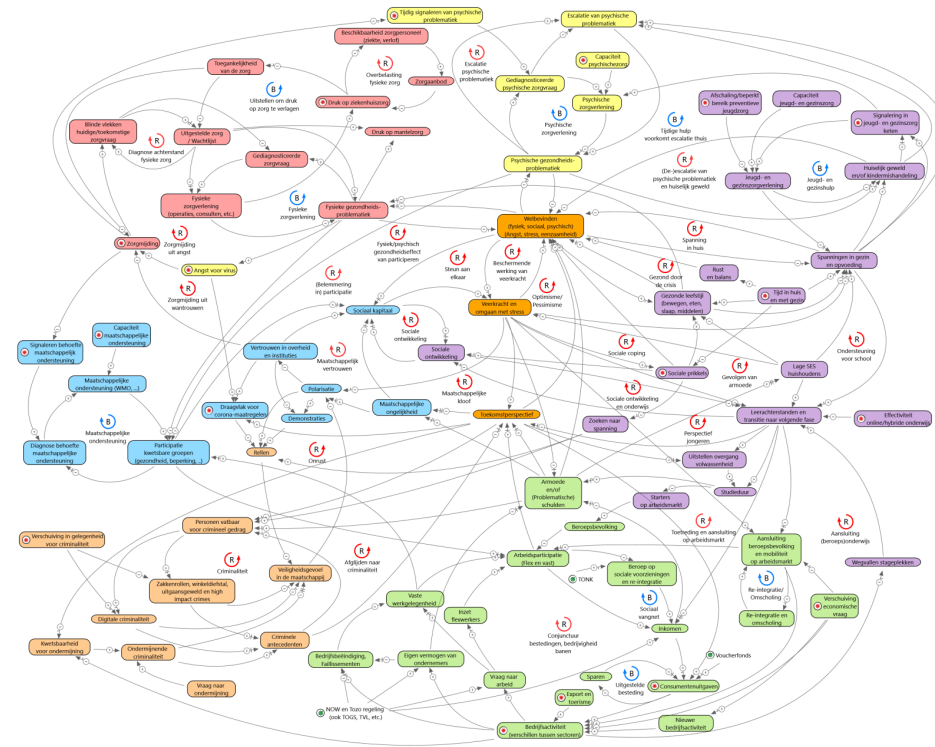 Tijdig signaleren van psychische
problematiek
Escalatie van psychische
problematiek
Beschikbaarheid zorgpersoneel
(ziekte, verlof)
R
Overbelasting
fysieke zorg
R
Escalatie
psychische
problematiek
Capaciteit
psychischezorg
Toegankelijkheid
van de zorg
Zorgaanbod
Gediagnosticeerde
psychische zorgvraag
Psychische
zorgverlening
B
Uitstellen om druk
op zorg te verlagen
Druk op ziekenhuiszorg
B
Psychische
zorgverlening
B
Tijdige hulp
voorkomt escalatie thuis
Afschaling/beperkt
bereik preventieve
jeugdzorg
Capaciteit
jeugd- en gezinszorg
Signalering in
jeugd- en gezinszorg
keten
Blinde vlekken
huidige/toekomstige
zorgvraag
R
Diagnose achterstand
fysieke zorg
Uitgestelde zorg
/ Wachtlijst
Druk op mantelzorg
Gediagnosticeerde
zorgvraag
Psychische gezondheids-
problematiek
R
(De-)escalatie van
psychische problematiek
en huiselijk geweld
Jeugd- en
gezinszorgverlening
B
Jeugd- en
gezinshulp
Huiselijk geweld
en/of kindermishandeling
Fysieke
zorgverlening
(operaties, consulten, etc.)
B
Fysieke
zorgverlening
Fysieke gezondheids-
problematiek
Welbevinden
(fysiek, sociaal, psychisch)
(Angst, stress, eenzaamheid)
Zorgmijding
R
Zorgmijding
uit angst
Angst voor virus
R
Fysiek/psychisch
gezondheidseffect
van participeren
R
Steun aan
elkaar
R
Beschermende
werking van
veerkracht
R
Spanning
in huis
Spanningen in gezin
en opvoeding
R
Zorgmijding uit
wantrouwen
R
(Belemmering
in) participatie
R
Optimisme/
Pessimisme
R
Gezond door
de crisis
Rust
en balans
Tijd in huis
en met gezin
Gezonde leefstijl
(bewegen, eten,
slaap, middelen)
Sociaal kapitaal
Veerkracht en
omgaan met stress
R
Sociale
ontwikkeling
Signaleren behoefte
maatschappelijk
ondersteuning
Capaciteit
maatschappelijke
ondersteuning
Vertrouwen in overheid
en instituties
R
Maatschappelijk
vertrouwen
Sociale
ontwikkeling
R
Sociale coping
R
Ondersteuning
voor school
Maatschappelijke
ondersteuning (WMO, ...)
Polarisatie
R
Maatschappelijke
kloof
Sociale prikkels
R
Gevolgen van
armoede
Lage SES
huishoudens
B
Maatschappelijke
ondersteuning
Draagvlak voor
corona-maatregelen
Demonstraties
Maatschappelijke
ongelijkheid
Toekomstperspectief
R
Sociale ontwikkeling
en onderwijs
Zoeken naar
spanning
R
Perspectief
jongeren
Leerachterstanden en
transitie naar volgende fase
Effectiviteit
online/hybride onderwijs
Diagnose behoefte
maatschappelijke
ondersteuning
Participatie
kwetsbare groepen
(gezondheid, beperking, ..)
Rellen
R
Onrust
Uitstellen overgang
volwassenheid
Armoede
en/of
(Problematische)
schulden
Studieduur
Starters
op arbeidsmarkt
Beroepsbevolking
R
Toetreding en aansluiting
op arbeidsmarkt
R
Aansluiting
(beroeps)onderwijs
Verschuiving in gelegenheid
voor criminaliteit
Personen vatbaar
voor crimineel gedrag
R
Criminaliteit
R
Afglijden naar
criminaliteit
Veiligheidsgevoel
in de maatschappij
Arbeidsparticipatie
(Flex en vast)
Aansluiting
beroepsbevolking
en mobiliteit
op arbeidsmarkt
Wegvallen stageplekken
Zakkenrollen, winkeldiefstal,
uitgaansgeweld en high
impact crimes
TONK
Beroep op
sociale voorzieningen
en re-integratie
B
Re-integratie/
Omscholing
Vaste
werkgelegenheid
Inzet
flexwerkers
B
Sociaal
vangnet
Verschuiving
economische
vraag
Digitale criminaliteit
Re-integratie en
omscholing
R
Conjunctuur
bestedingen, bedrijvigheid
banen
Inkomen
Kwetsbaarheid
voor ondermijning
Ondermijnende
criminaliteit
Criminele
antecedenten
Bedrijfsbeëindiging,
Faillissementen
Eigen vermogen van
ondernemers
Voucherfonds
Vraag naar
ondermijning
Vraag naar
arbeid
Sparen
B
Uitgestelde
besteding
Consumentenuitgaven
NOW en Tozo regeling
(ook TOGS, TVL, etc.)
Export en
toerisme
Bedrijfsactiviteit
(verschillen tussen sectoren)
Nieuwe
bedrijfsactiviteit